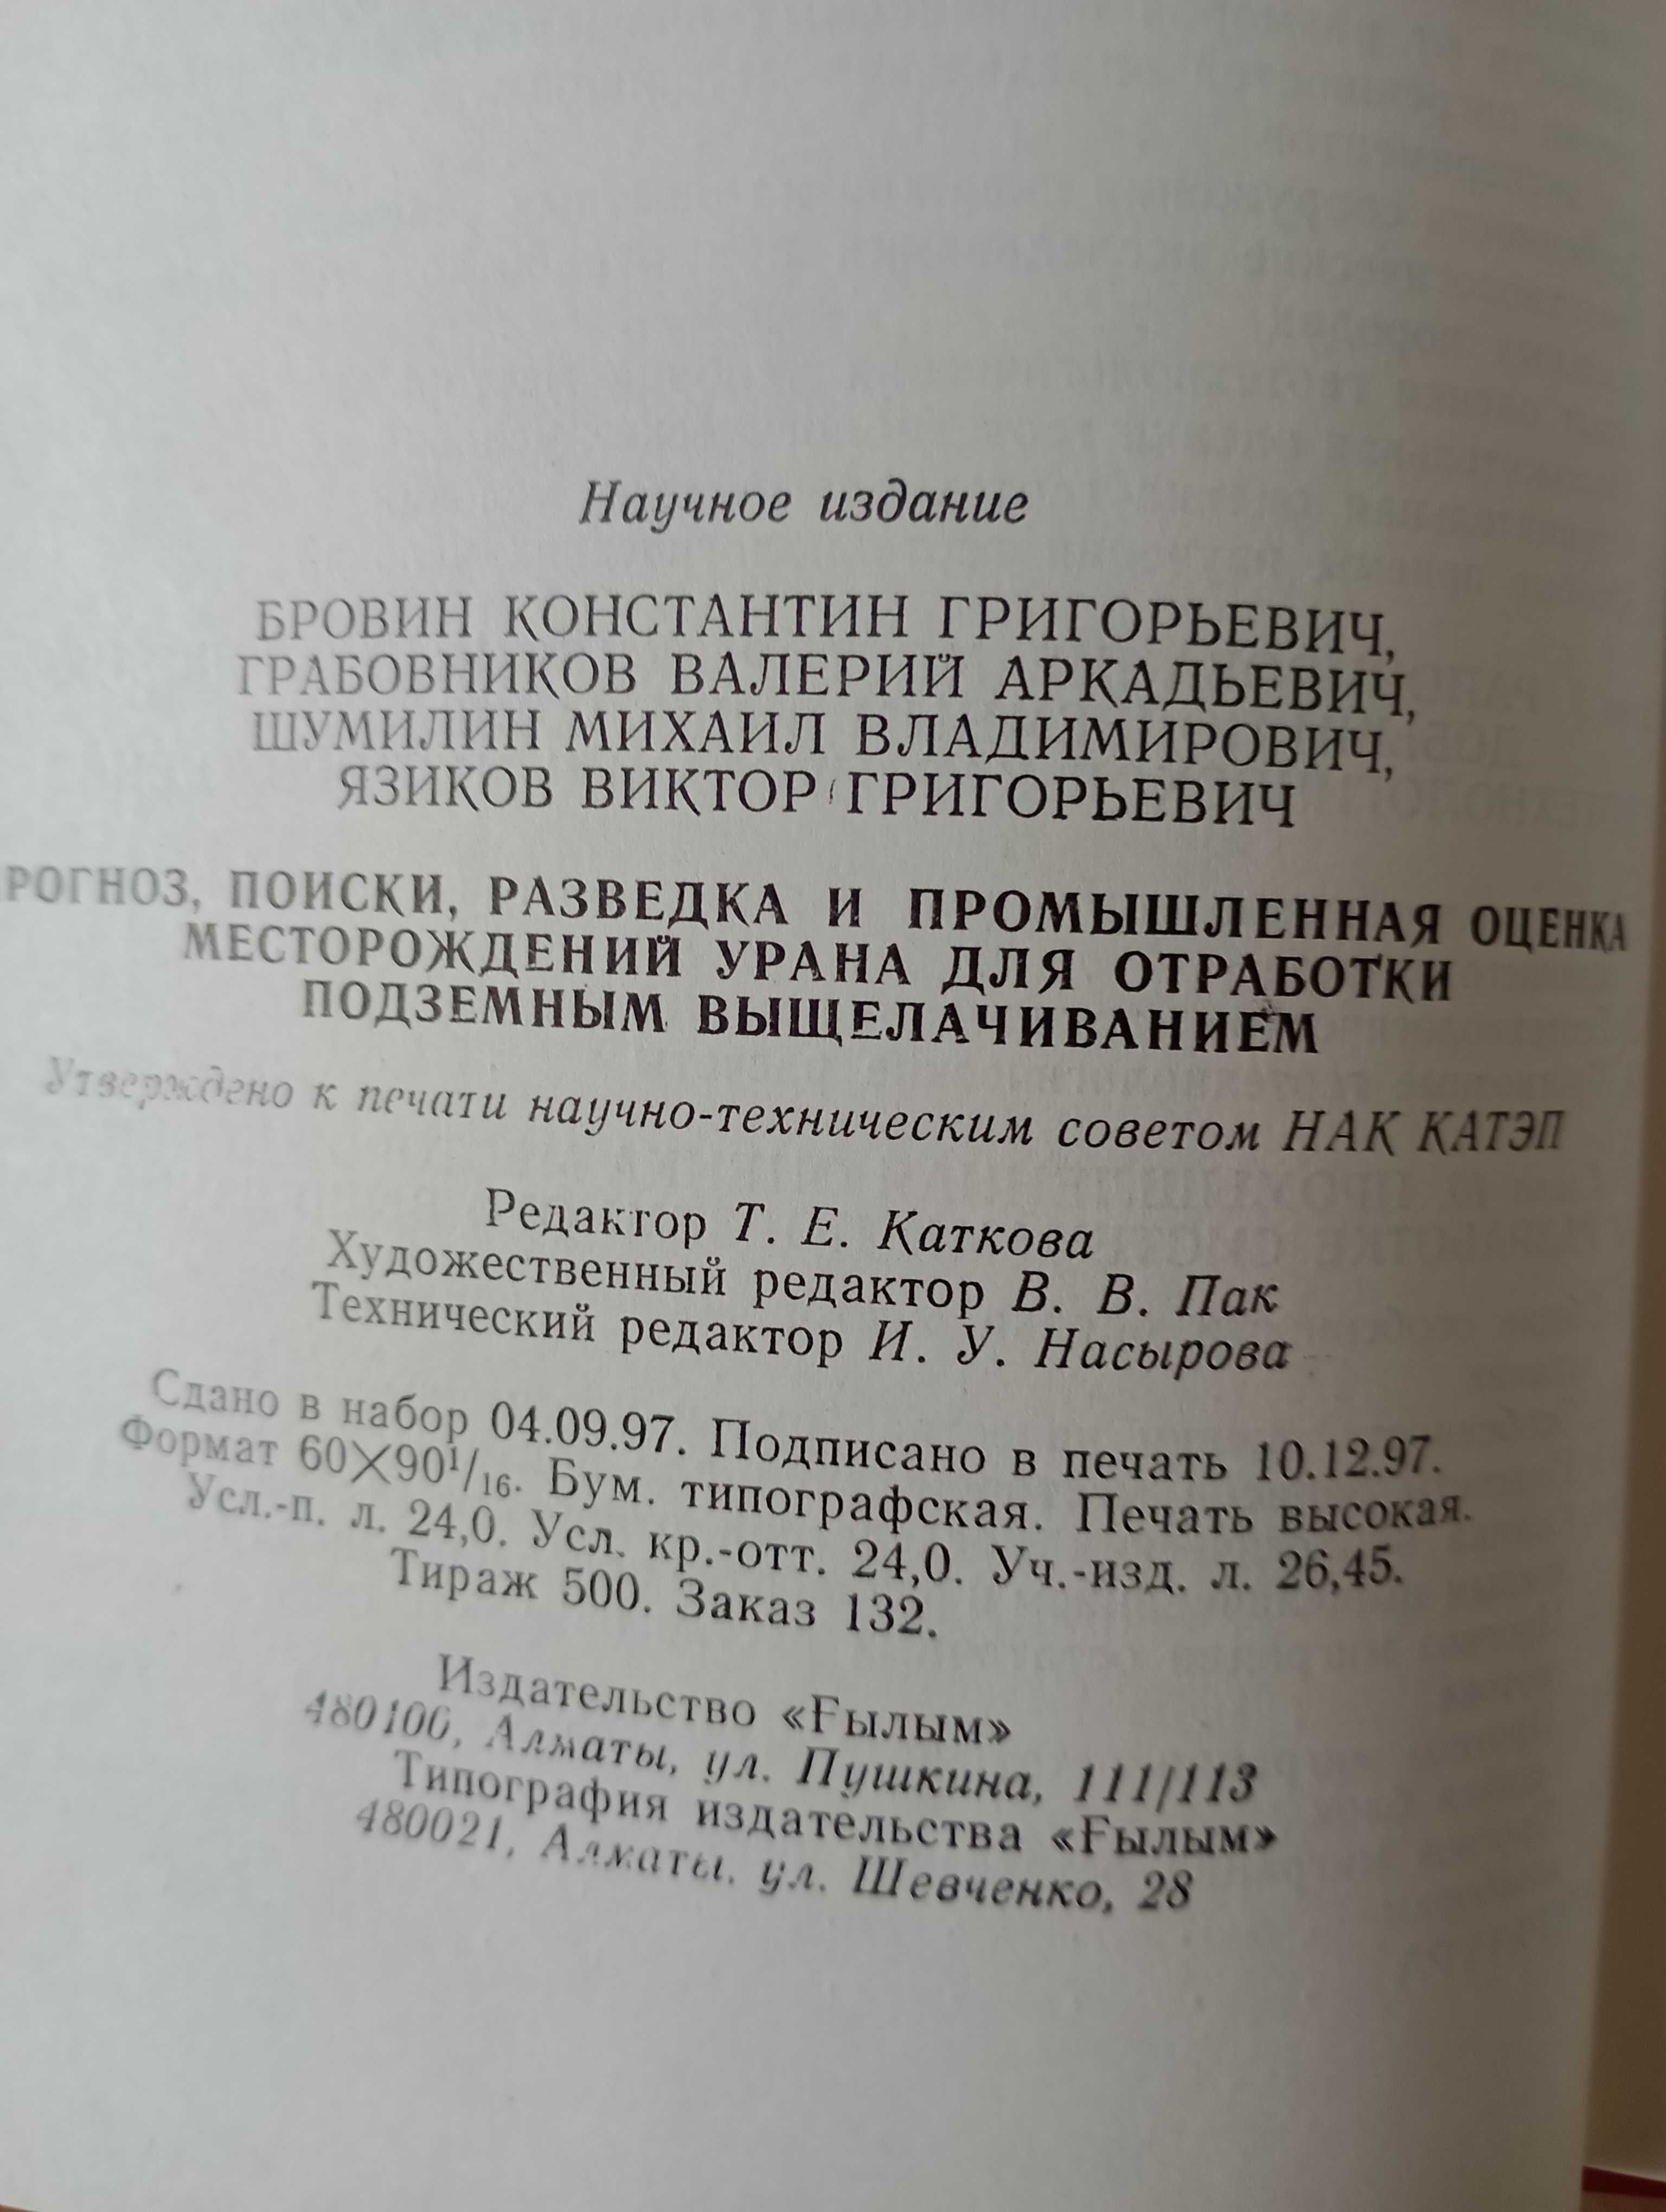 Научное издание
БРОВИН КОНСТАНТИН ГРИГОРЬЕВИЧ,
ГРАБОВНИКОВ ВАЛЕРИЙ АРКАДЬЕВИЧ,
ШУМИЛИН МИХАИЛ ВЛАДИМИРОВИЧ,
ЯЗИКОВ ВИКТОР ГРИГОРЬЕВИЧ
РОГНОЗ, ПОИСКИ, РАЗВЕДКА И ПРОМЫШЛЕННАЯ ОЦЕНКА
МЕСТОРОЖДЕНИЙ УРАНА ДЛЯ ОТРАБОТКИ
ПОДЗЕМНЫМ ВЫЩЕЛАЧИВАНИЕМ
Утверждено к печати научно-техническим советом НАК КАТЭП
Редактор Т. Е. Каткова
Художественный редактор В. В. Пак
Технический редактор И. У. Насырова
Сдано в набор 04.09.97. Подписано в печать 10.12.97.
Формат 60×90¹/₁₆. Бум. типографская. Печать высокая.
Усл.-п. л. 24,0. Усл. кр.-отт. 24,0. Уч.-изд. л. 26,45.
Тираж 500. Заказ 132.
Издательство «Ғылым»
480100, Алматы, ул. Пушкина, 111/113
Типография издательства «Ғылым»
480021, Алматы, ул. Шевченко, 28